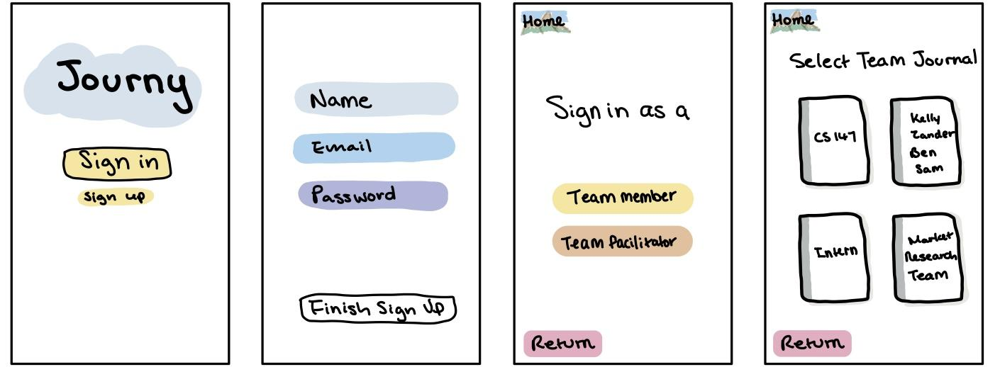 Journy
Sign in
Sign up
Name
Email
Password
Finish Sign Up
Home
Sign in as a
Team member
Team facilitator
Return
Home
Select Team Journal
CS 147
Kelly
Zander
Ben
Sam
Intern
Market
Research
Team
Return